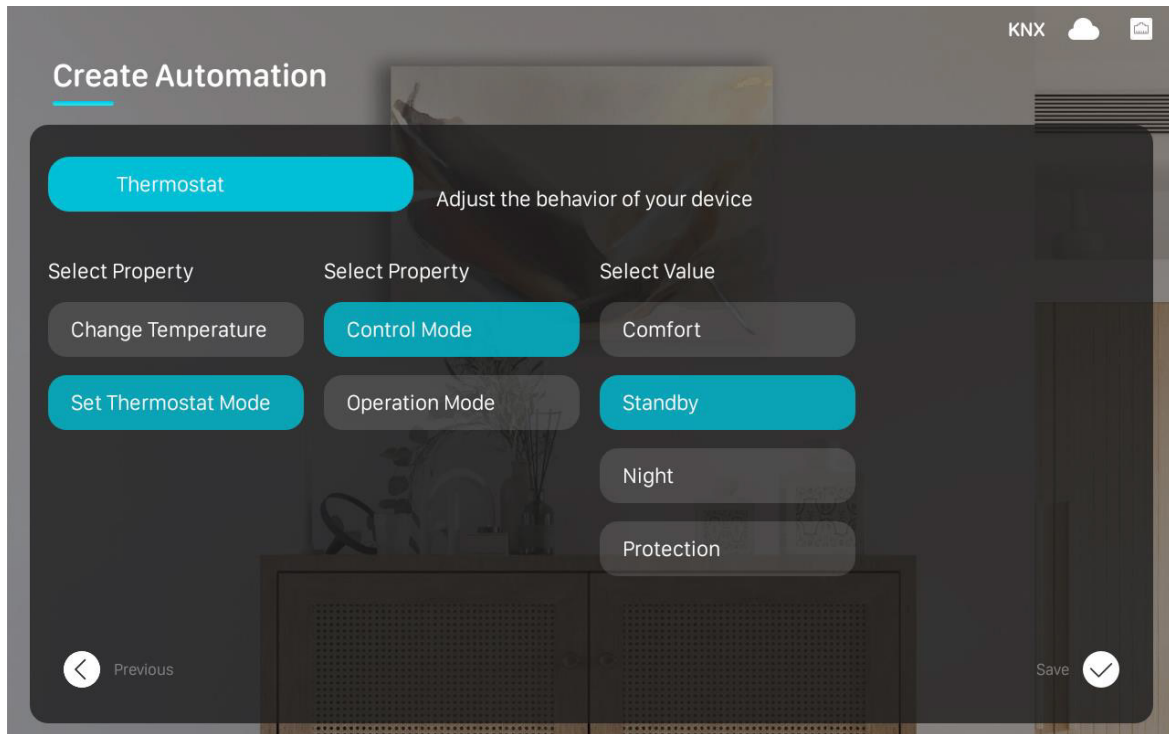 KNX
Create Automation
Thermostat
Adjust the behavior of your device
Select Property
Select Property
Select Value
Change Temperature
Control Mode
Comfort
Set Thermostat Mode
Operation Mode
Standby
Night
Protection
Previous
Save